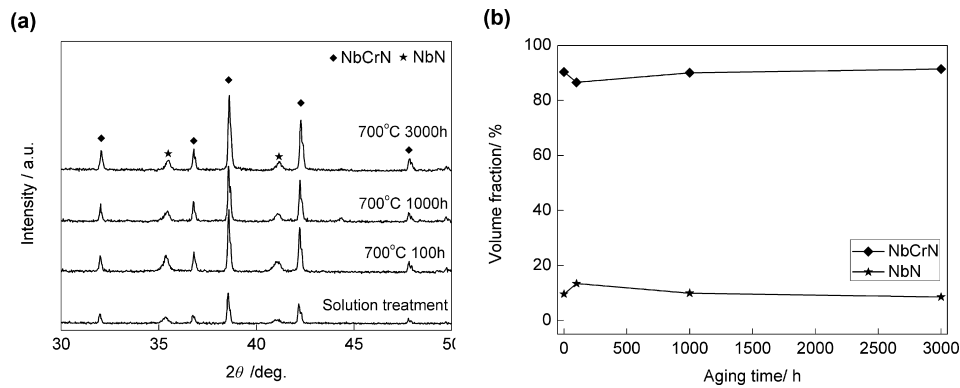 (a)
◆ NbCrN ★ NbN
700°C 3000h
700°C 1000h
700°C 100h
Solution treatment
Intensity / a.u.
30 35 40 45 50
2θ /deg.
(b)
100
80
60
40
20
0
Volume fraction/ %
NbCrN
NbN
0 500 1000 1500 2000 2500 3000
Aging time/ h